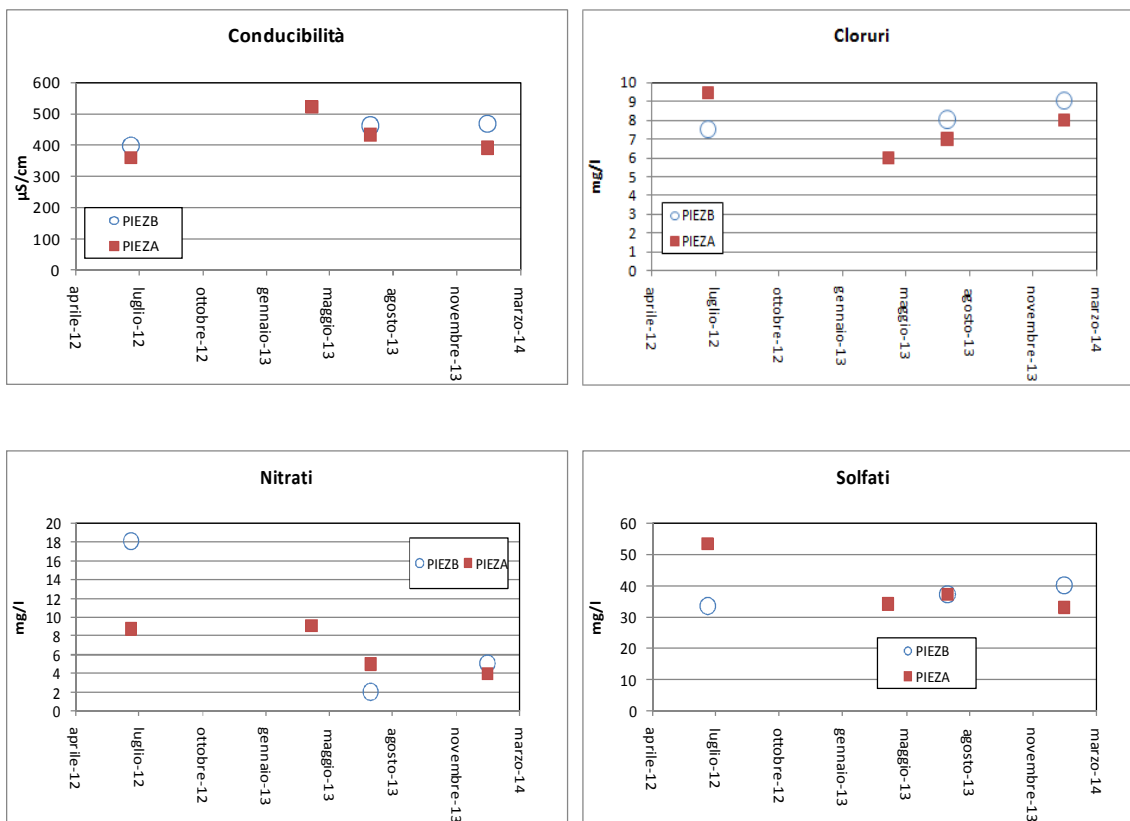 Conducibilità
600
500
400
300
200
100
0
µS/cm
PIEZB
PIEZA
aprile-12
luglio-12
ottobre-12
gennaio-13
maggio-13
agosto-13
novembre-13
marzo-14
Cloruri
10
9
8
7
6
5
4
3
2
1
0
mg/l
PIEZB
PIEZA
aprile-12
luglio-12
ottobre-12
gennaio-13
maggio-13
agosto-13
novembre-13
marzo-14
Nitrati
20
18
16
14
12
10
8
6
4
2
0
mg/l
PIEZB PIEZA
aprile-12
luglio-12
ottobre-12
gennaio-13
maggio-13
agosto-13
novembre-13
marzo-14
Solfati
60
50
40
30
20
10
0
mg/l
PIEZB
PIEZA
aprile-12
luglio-12
ottobre-12
gennaio-13
maggio-13
agosto-13
novembre-13
marzo-14